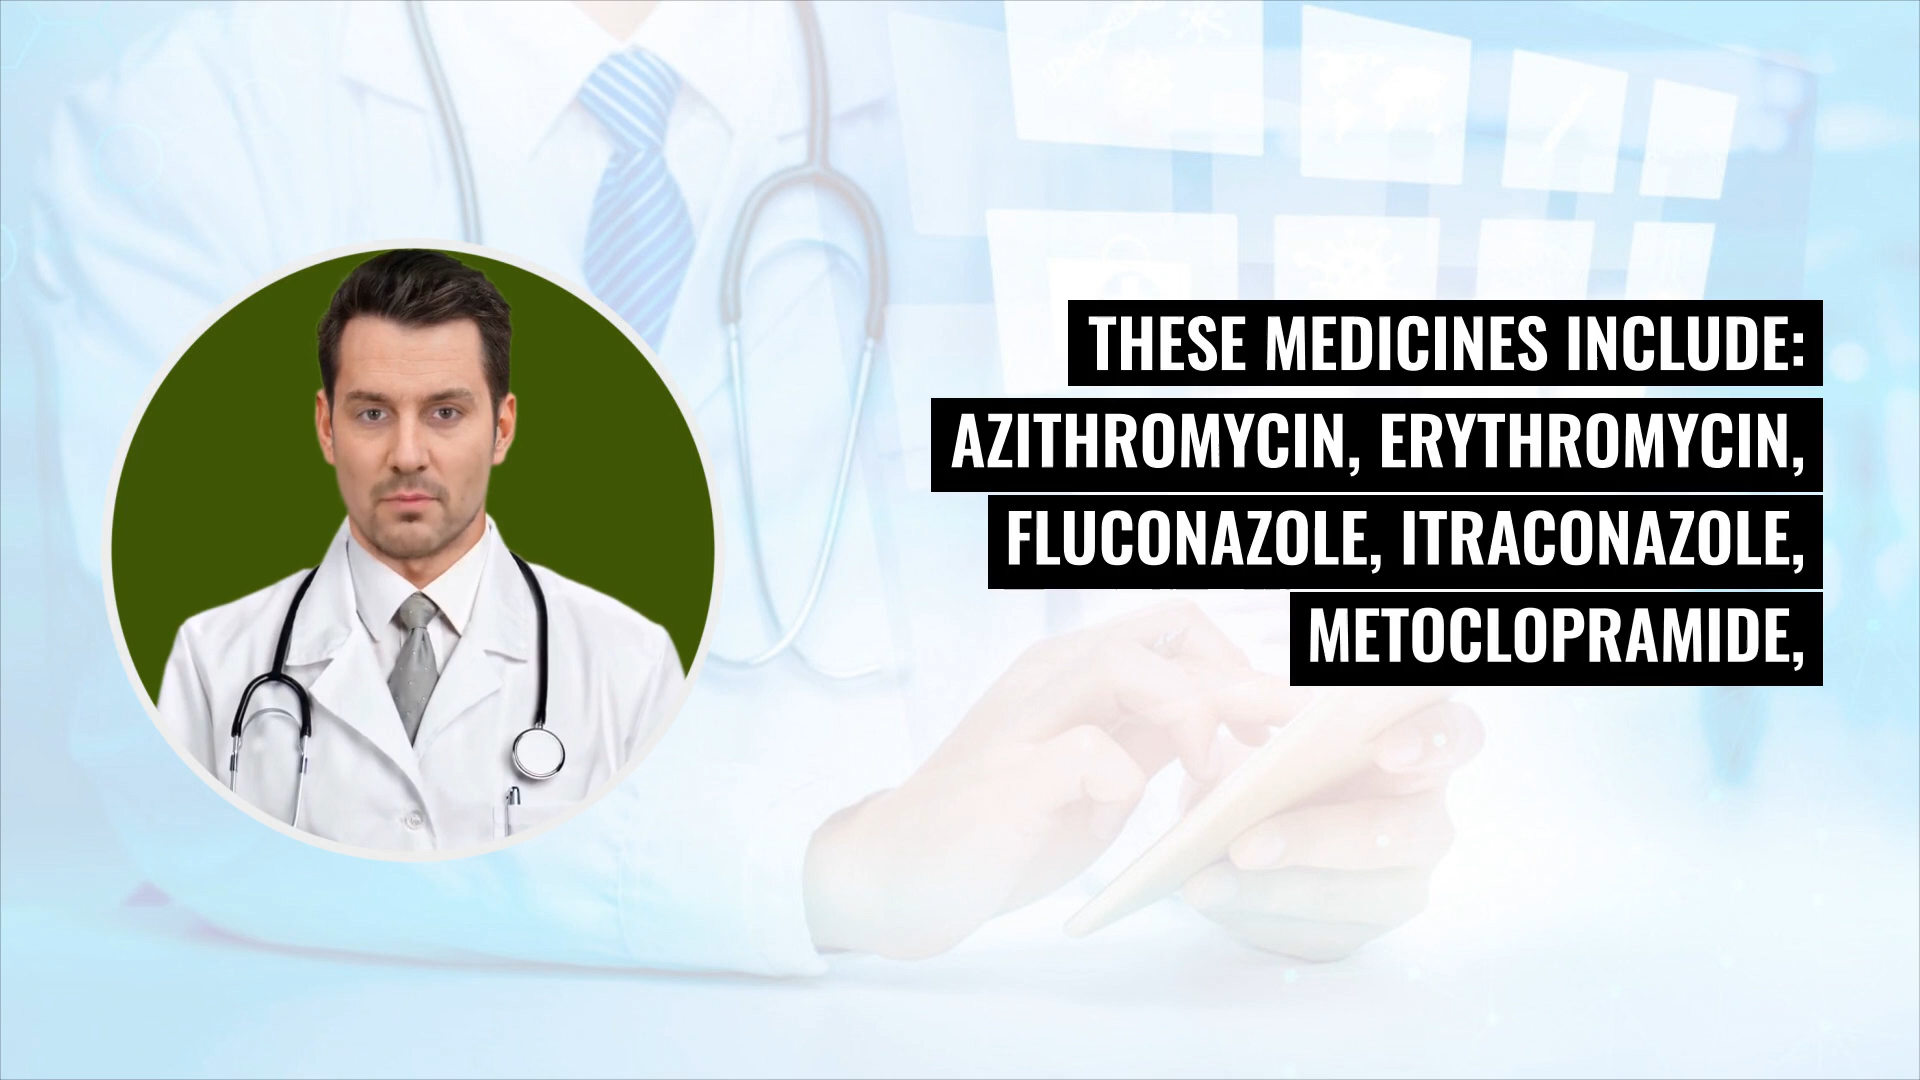 THESE MEDICINES INCLUDE:
AZITHROMYCIN, ERYTHROMYCIN,
FLUCONAZOLE, ITRACONAZOLE,
METOCLOPRAMIDE,